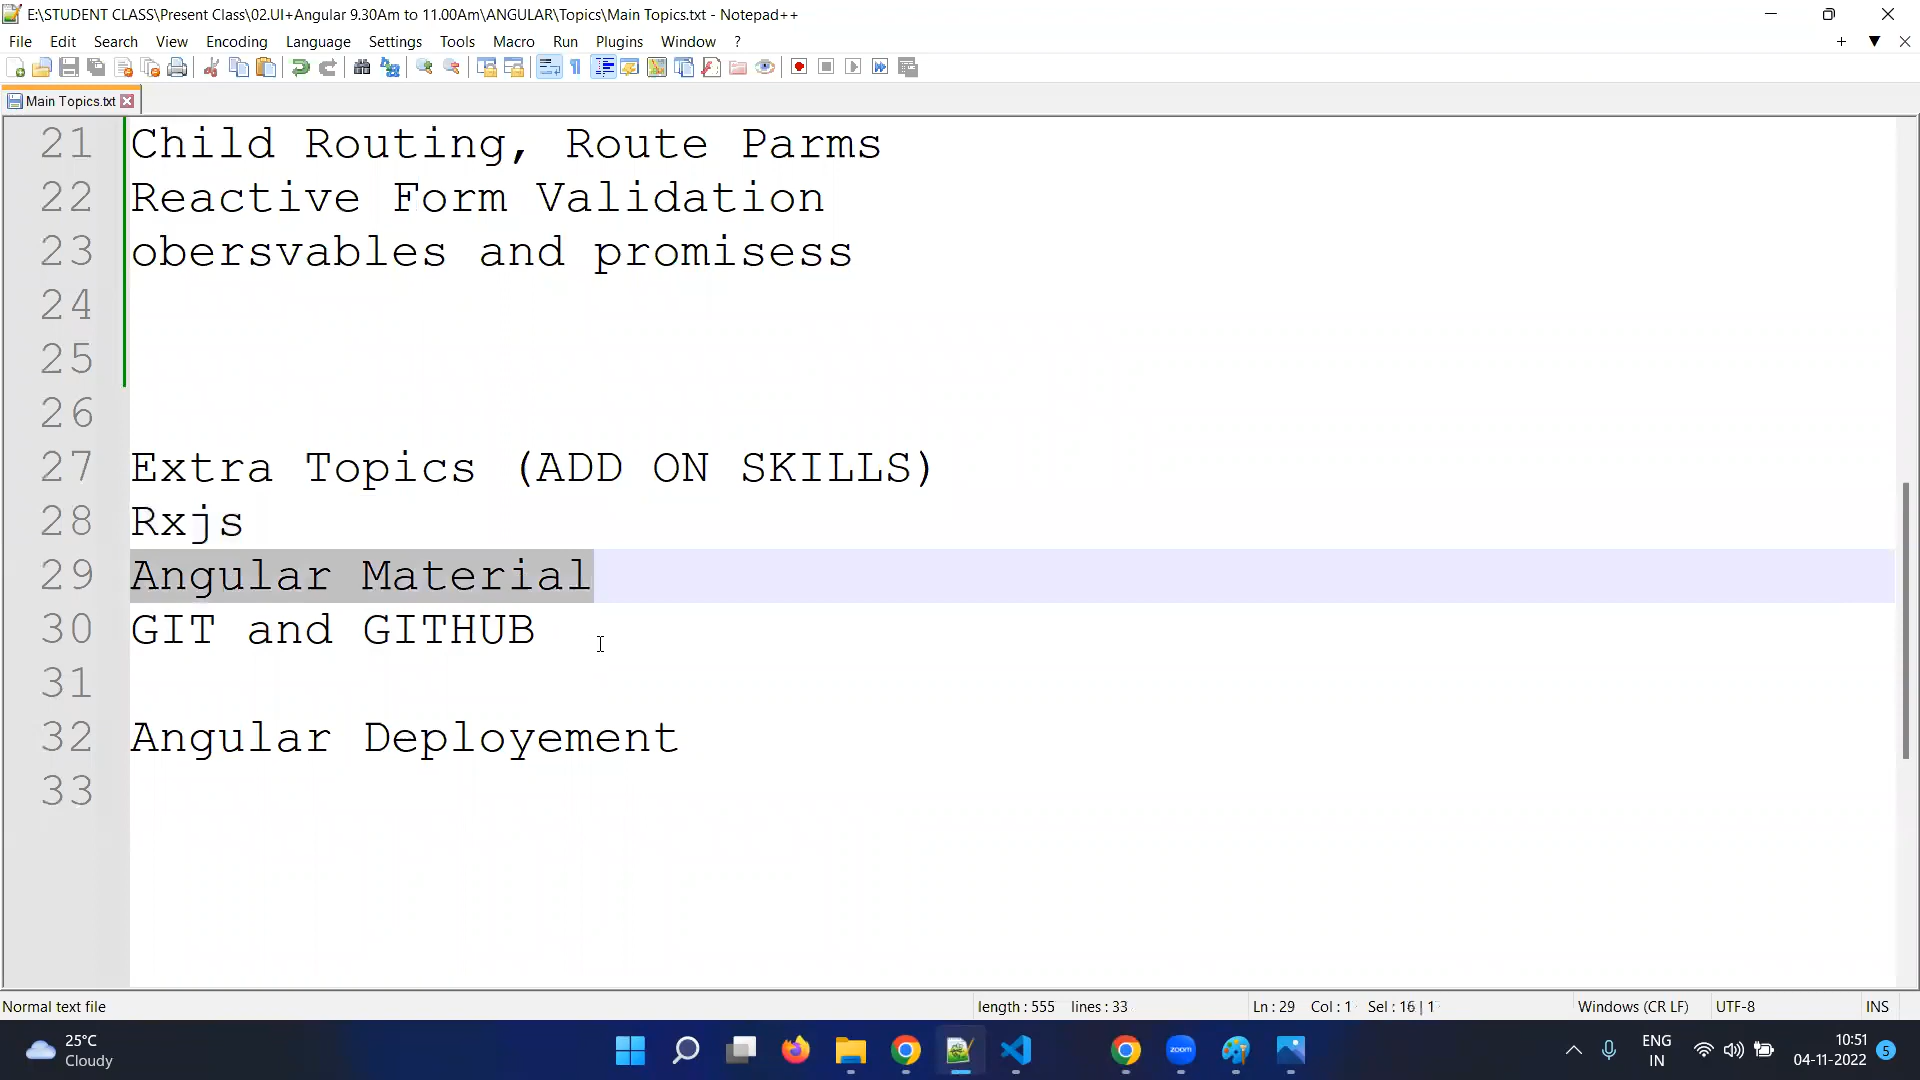 E:\STUDENT CLASS\Present Class\02.UI+Angular 9.30Am to 11.00Am\ANGULAR\Topics\Main Topics.txt - Notepad++
File Edit Search View Encoding Language Settings Tools Macro Run Plugins Window ?
Main Topics.txt
21 Child Routing, Route Parms
22 Reactive Form Validation
23 obersvables and promisess
24
25
26
27 Extra Topics (ADD ON SKILLS)
28 Rxjs
29 Angular Material
30 GIT and GITHUB
31
32 Angular Deployement
33
Normal text file length : 555 lines : 33 Ln : 29 Col : 1 Sel : 16 | 1 Windows (CR LF) UTF-8 INS
25°C
Cloudy
zoom
ENG
IN
10:51
04-11-2022
5